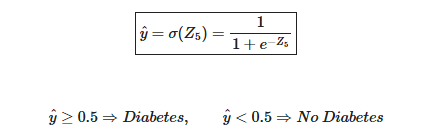 ŷ = σ(Z₅) = 1 / (1 + e^{−Z₅})
ŷ ≥ 0.5 ⇒ Diabetes, ŷ < 0.5 ⇒ No Diabetes